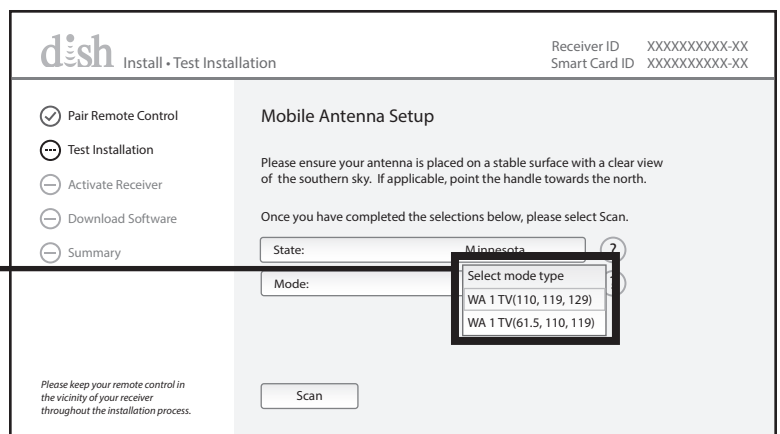 dish Install • Test Installation
Receiver ID XXXXXXXXXX-XX
Smart Card ID XXXXXXXXXX-XX
Pair Remote Control
Test Installation
Activate Receiver
Download Software
Summary
Please keep your remote control in
the vicinity of your receiver
throughout the installation process.
Mobile Antenna Setup
Please ensure your antenna is placed on a stable surface with a clear view
of the southern sky. If applicable, point the handle towards the north.
Once you have completed the selections below, please select Scan.
State: Minnesota ?
Mode:
Select mode type
WA 1 TV(110, 119, 129)
WA 1 TV(61.5, 110, 119)
Scan